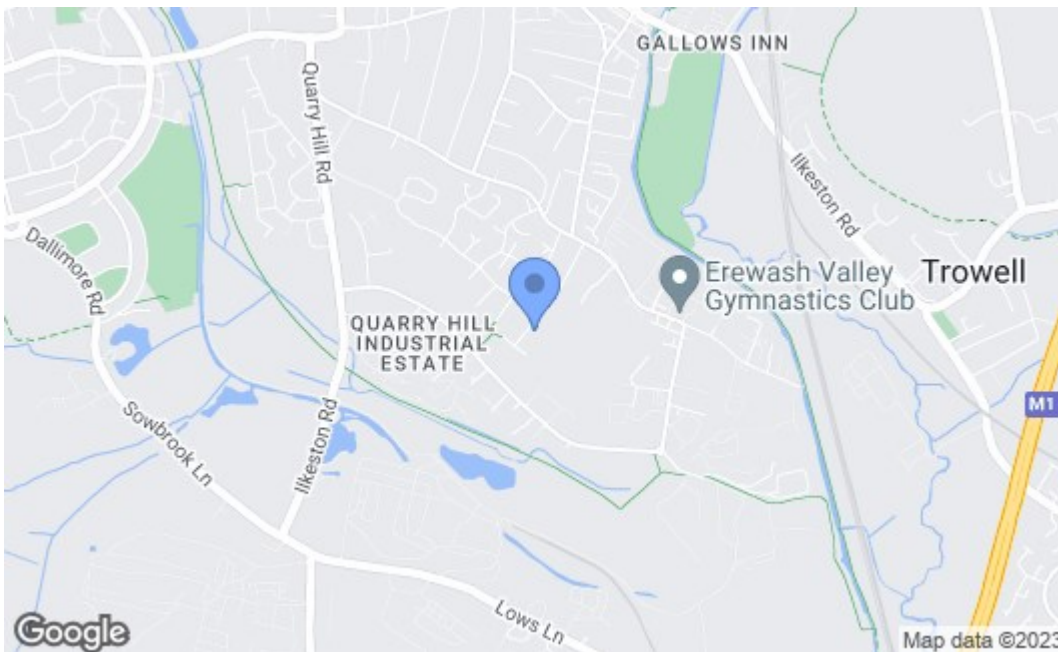 GALLOWS INN
Quarry Hill Rd
Ilkeston Rd
Dallimore Rd
Erewash Valley
Gymnastics Club
Trowell
QUARRY HILL
INDUSTRIAL
ESTATE
M1
Sowbrook Ln
Ilkeston Rd
Lows Ln
Google
Map data ©2023